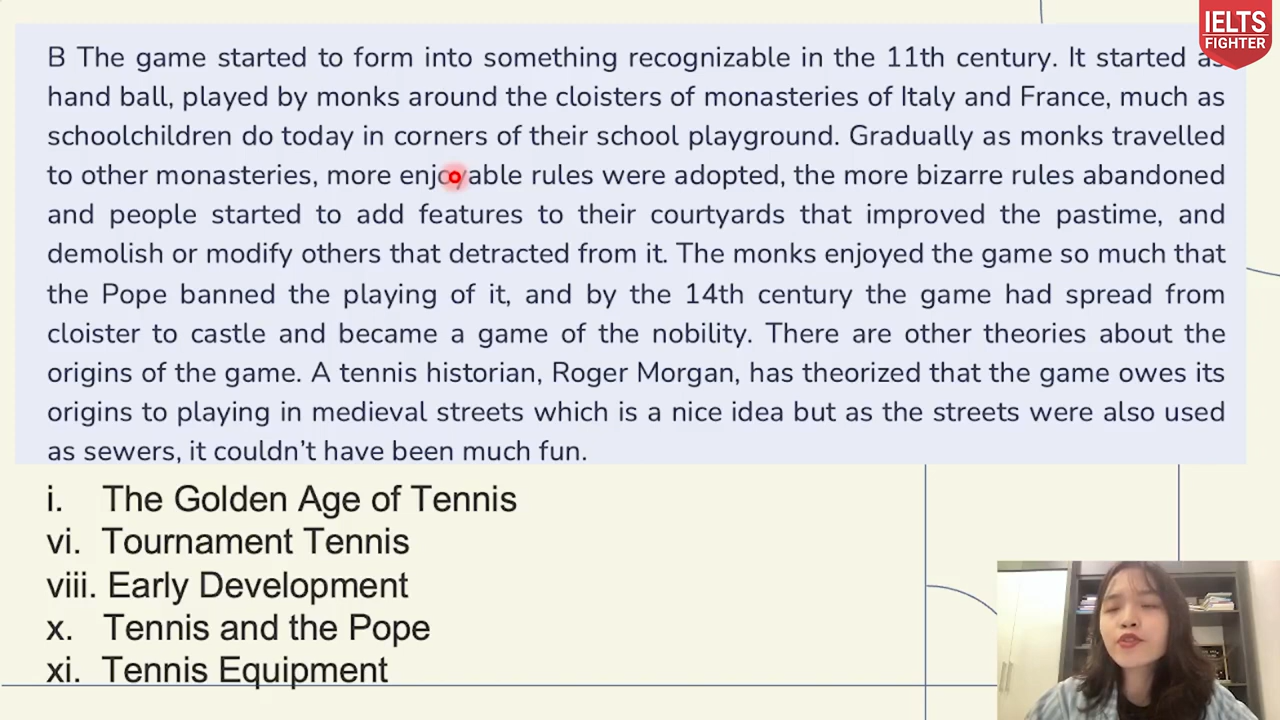 IELTS
FIGHTER
B The game started to form into something recognizable in the 11th century. It started as
hand ball, played by monks around the cloisters of monasteries of Italy and France, much as
schoolchildren do today in corners of their school playground. Gradually as monks travelled
to other monasteries, more enjoyable rules were adopted, the more bizarre rules abandoned
and people started to add features to their courtyards that improved the pastime, and
demolish or modify others that detracted from it. The monks enjoyed the game so much that
the Pope banned the playing of it, and by the 14th century the game had spread from
cloister to castle and became a game of the nobility. There are other theories about the
origins of the game. A tennis historian, Roger Morgan, has theorized that the game owes its
origins to playing in medieval streets which is a nice idea but as the streets were also used
as sewers, it couldn't have been much fun.
i. The Golden Age of Tennis
vi. Tournament Tennis
viii. Early Development
x. Tennis and the Pope
xi. Tennis Equipment